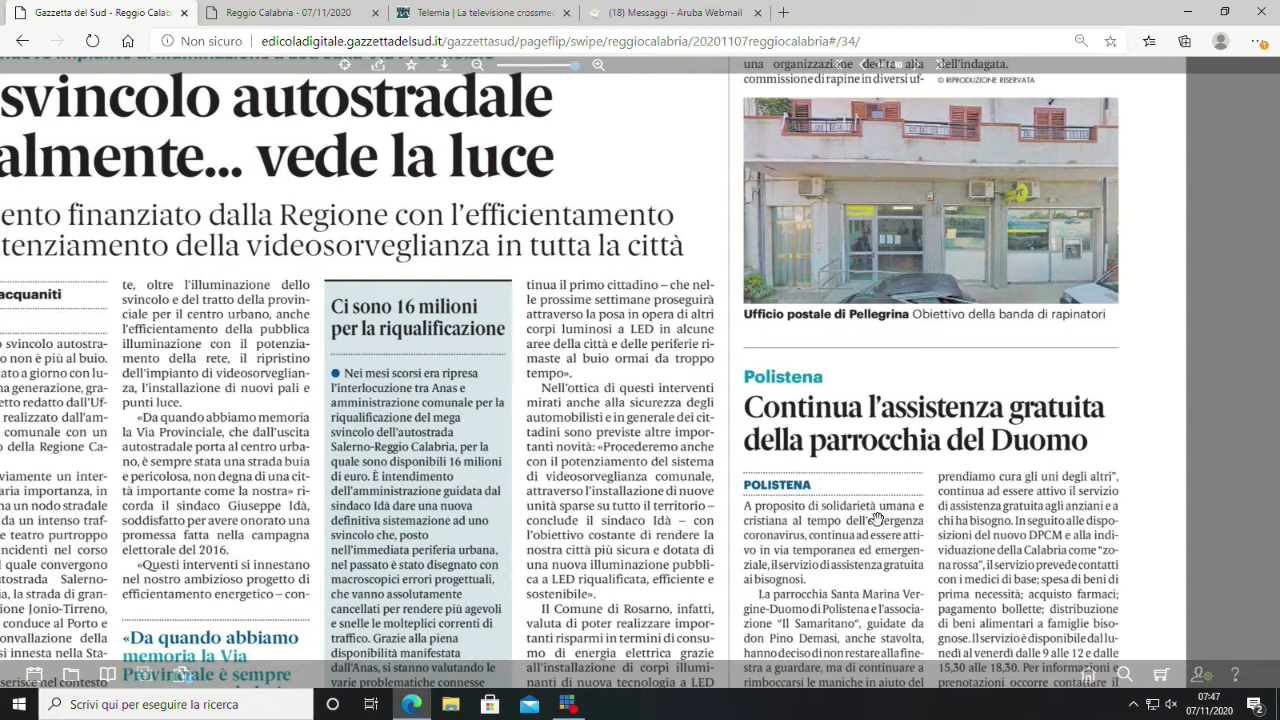 Gazzetta del Sud - Reggio Calab
Reggio Calabria - 07/11/2020
Telemia | La televisione crossmed
(18) Messaggi - Aruba Webmail
Non sicuro
edicoladigitale.gazzettadelsud.it/gazzettasud/pageflip/swipe/reggiocalabria/20201107reggiocalabria#/34/
svincolo autostradale
almente... vede la luce
ento finanziato dalla Regione con l'efficientamento
tenziamento della videosorveglianza in tutta la città
acquaniti
o svincolo autostra-
o non è più al buio.
ato a giorno con lu-
na generazione, gra-
etto redatto dall'Uf-
realizzato dall'am-
comunale con un
o della Regione Ca-
viamente un inter-
aria importanza, in
na un nodo stradale
da un intenso traf-
e teatro purtroppo
ncidenti nel corso
l quale convergono
utostrada Salerno-
ia, la strada di gran-
ione Jonio-Tirreno,
conduce al Porto e
onvallazione della
si innesta nella Sta-
serisce nel contesto
te, oltre l'illuminazione dello
svincolo e del tratto della provin-
ciale per il centro urbano, anche
l'efficientamento della pubblica
illuminazione con il potenzia-
mento della rete, il ripristino
dell'impianto di videosorveglian-
za, l'installazione di nuovi pali e
punti luce.
«Da quando abbiamo memoria
la Via Provinciale, che dall'uscita
autostradale porta al centro urba-
no, è sempre stata una strada buia
e pericolosa, non degna di una cit-
tà importante come la nostra» ri-
corda il sindaco Giuseppe Idà,
soddisfatto per avere onorato una
promessa fatta nella campagna
elettorale del 2016.
«Questi interventi si innestano
nel nostro ambizioso progetto di
efficientamento energetico – con-
«Da quando abbiamo
memoria la Via
Provinciale è sempre
Ci sono 16 milioni
per la riqualificazione
● Nei mesi scorsi era ripresa
l'interlocuzione tra Anas e
amministrazione comunale per la
riqualificazione del mega
svincolo dell'autostrada
Salerno-Reggio Calabria, per la
quale sono disponibili 16 milioni
di euro. È intendimento
dell'amministrazione guidata dal
sindaco Idà dare una nuova
definitiva sistemazione ad uno
svincolo che, posto
nell'immediata periferia urbana,
nel passato è stato disegnato con
macroscopici errori progettuali,
che vanno assolutamente
cancellati per rendere più agevoli
e snelle le molteplici correnti di
traffico. Grazie alla piena
disponibilità manifestata
dall'Anas, si stanno valutando le
varie problematiche connesse
tinua il primo cittadino – che nel-
le prossime settimane proseguirà
attraverso la posa in opera di altri
corpi luminosi a LED in alcune
aree della città e delle periferie ri-
maste al buio ormai da troppo
tempo».
Nell'ottica di questi interventi
mirati anche alla sicurezza degli
automobilisti e in generale dei cit-
tadini sono previste altre impor-
tanti novità: «Procederemo anche
con il potenziamento del sistema
di videosorveglianza comunale,
attraverso l'installazione di nuove
unità sparse su tutto il territorio –
conclude il sindaco Idà – con
l'obiettivo costante di rendere la
nostra città più sicura e dotata di
una nuova illuminazione pubbli-
ca a LED riqualificata, efficiente e
sostenibile».
Il Comune di Rosarno, infatti,
valuta di poter realizzare impor-
tanti risparmi in termini di consu-
mo di energia elettrica grazie
all'installazione di corpi illumi-
nanti di nuova tecnologia a LED
una organizzazione dedita alla
commissione di rapine in diversi uf-
dell'indagata.
© RIPRODUZIONE RISERVATA
Ufficio postale di Pellegrina Obiettivo della banda di rapinatori
Polistena
Continua l'assistenza gratuita
della parrocchia del Duomo
POLISTENA
A proposito di solidarietà umana e
cristiana al tempo dell'emergenza
coronavirus, continua ad essere atti-
vo in via temporanea ed emergen-
ziale, il servizio di assistenza gratuita
ai bisognosi.
La parrocchia Santa Marina Ver-
gine-Duomo di Polistena e l'associa-
zione "Il Samaritano", guidate da
don Pino Demasi, anche stavolta,
hanno deciso di non restare alla fine-
stra a guardare, ma di continuare a
rimboccarsi le maniche in aiuto del
prendiamo cura gli uni degli altri",
continua ad essere attivo il servizio
di assistenza gratuita agli anziani e a
chi ha bisogno. In seguito alle dispo-
sizioni del nuovo DPCM e alla indi-
viduazione della Calabria come "zo-
na rossa", il servizio prevede contatti
con i medici di base; spesa di beni di
prima necessità; acquisto farmaci;
pagamento bollette; distribuzione
di beni alimentari a famiglie biso-
gnose. Il servizio è disponibile dal lu-
nedì al venerdì dalle 9 alle 12 e dalle
15,30 alle 18,30. Per informazioni e
prenotazioni occorre contattare il
Scrivi qui per eseguire la ricerca
07:47
07/11/2020
2